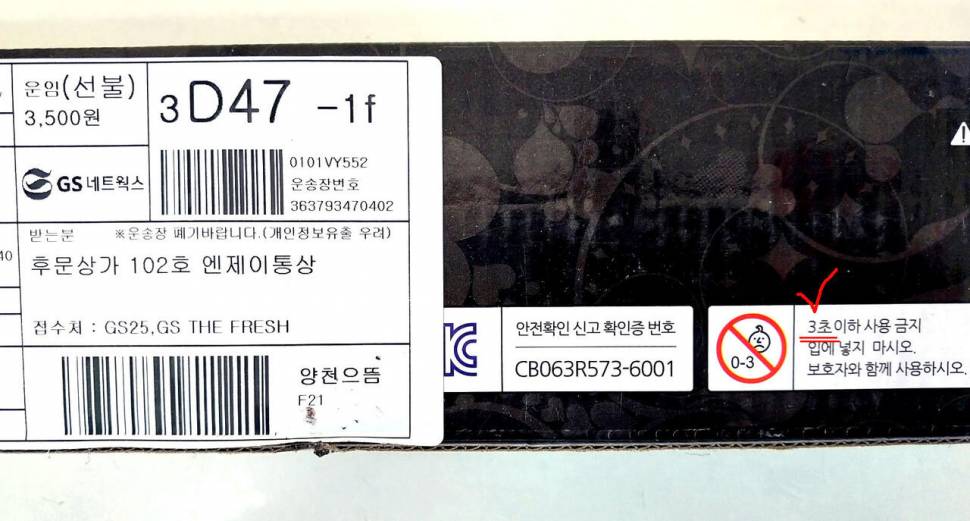 운임(선불)
3,500원
3D47 -1f
0101VY552
운송장번호
363793470402
GS네트웍스
받는분 ※운송장 폐기바랍니다.(개인정보유출 우려)
40
후문상가 102호 엔제이통상
접수처 : GS25,GS THE FRESH
양천으뜸
F21
안전확인 신고 확인증 번호
CB063R573-6001
0-3
3초이하 사용 금지
입에 넣지 마시오.
보호자와 함께 사용하시오.